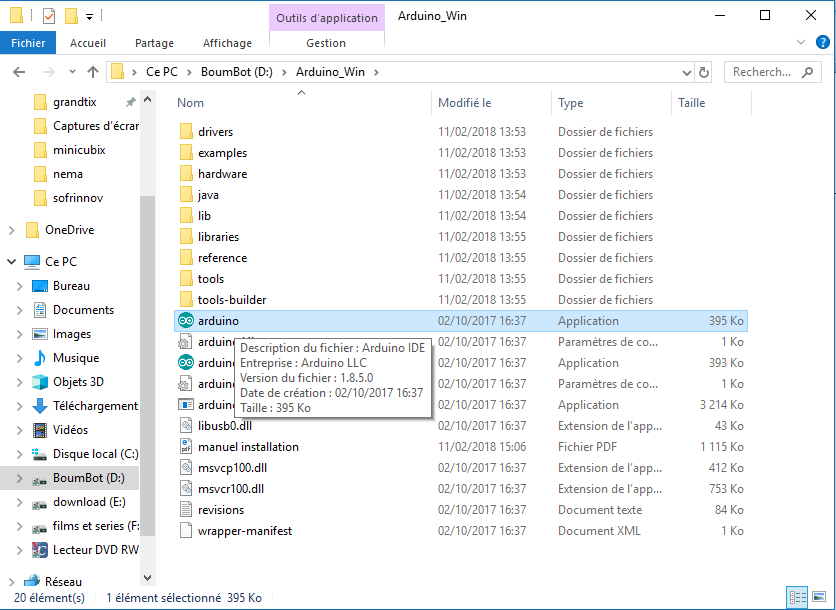 Outils d'application
Arduino_Win
Fichier Accueil Partage Affichage Gestion
Ce PC BoumBot (D:) Arduino_Win
Recherch...
grandtix
Captures d'écran
minicubix
nema
sofrinnov
OneDrive
Ce PC
Bureau
Documents
Images
Musique
Objets 3D
Téléchargement
Vidéos
Disque local (C:)
BoumBot (D:)
download (E:)
films et series (F:
Lecteur DVD RW
Réseau
Nom Modifié le Type Taille
drivers 11/02/2018 13:53 Dossier de fichiers
examples 11/02/2018 13:53 Dossier de fichiers
hardware 11/02/2018 13:53 Dossier de fichiers
java 11/02/2018 13:54 Dossier de fichiers
lib 11/02/2018 13:54 Dossier de fichiers
libraries 11/02/2018 13:55 Dossier de fichiers
reference 11/02/2018 13:55 Dossier de fichiers
tools 11/02/2018 13:55 Dossier de fichiers
tools-builder 11/02/2018 13:55 Dossier de fichiers
arduino 02/10/2017 16:37 Application 395 Ko
02/10/2017 16:37 Paramètres de co... 1 Ko
02/10/2017 16:37 Application 393 Ko
02/10/2017 16:37 Paramètres de co... 1 Ko
02/10/2017 16:37 Application 3 214 Ko
libusb0.dll 02/10/2017 16:37 Extension de l'app... 43 Ko
manuel installation 11/02/2018 15:06 Fichier PDF 1 115 Ko
msvcp100.dll 02/10/2017 16:37 Extension de l'app... 412 Ko
msvcr100.dll 02/10/2017 16:37 Extension de l'app... 753 Ko
revisions 02/10/2017 16:37 Document texte 84 Ko
wrapper-manifest 02/10/2017 16:37 Document XML 1 Ko
Description du fichier : Arduino IDE
Entreprise : Arduino LLC
Version du fichier : 1.8.5.0
Date de création : 02/10/2017 16:37
Taille : 395 Ko
20 élément(s) 1 élément sélectionné 395 Ko